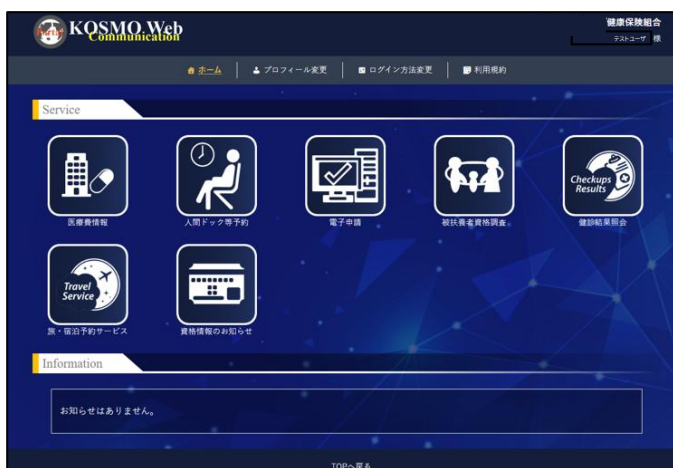 KOSMO Web
Communication
健康保険組合
テストユーザ 様
ホーム
プロフィール変更
ログイン方法変更
利用規約
Service
医療費情報
人間ドック等予約
電子申請
被扶養者資格調査
Checkups
Results
健診結果照会
Travel
Service
旅・宿泊予約サービス
資格情報のお知らせ
Information
お知らせはありません。
TOPへ戻る